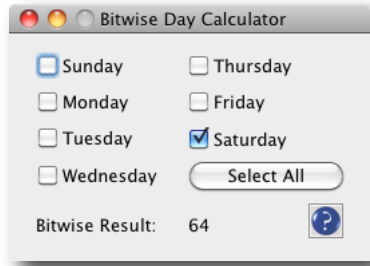 Bitwise Day Calculator
Sunday Thursday
Monday Friday
Tuesday Saturday
Wednesday Select All
Bitwise Result: 64 ?